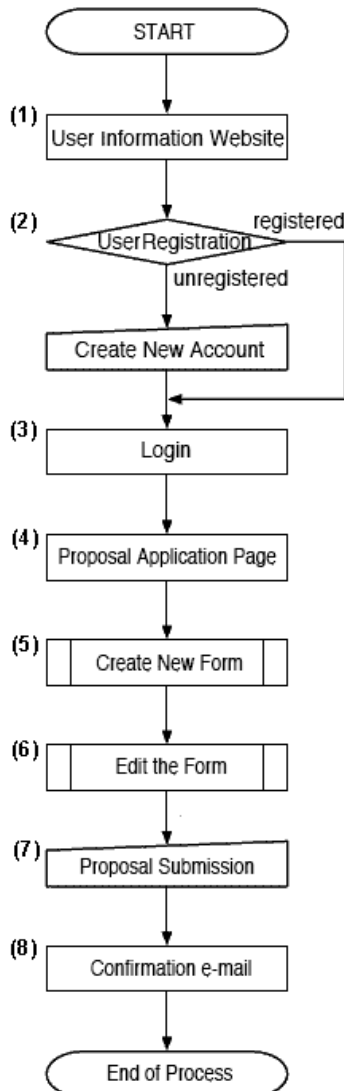 START
(1)
User Information Website
(2)
registered
UserRegistration
unregistered
Create New Account
(3)
Login
(4)
Proposal Application Page
(5)
Create New Form
(6)
Edit the Form
(7)
Proposal Submission
(8)
Confirmation e-mail
End of Process